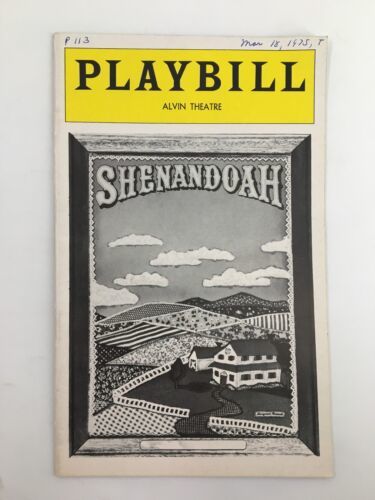 P 113 Mar 18, 1975, T
PLAYBILL
ALVIN THEATRE
SHENANDOAH